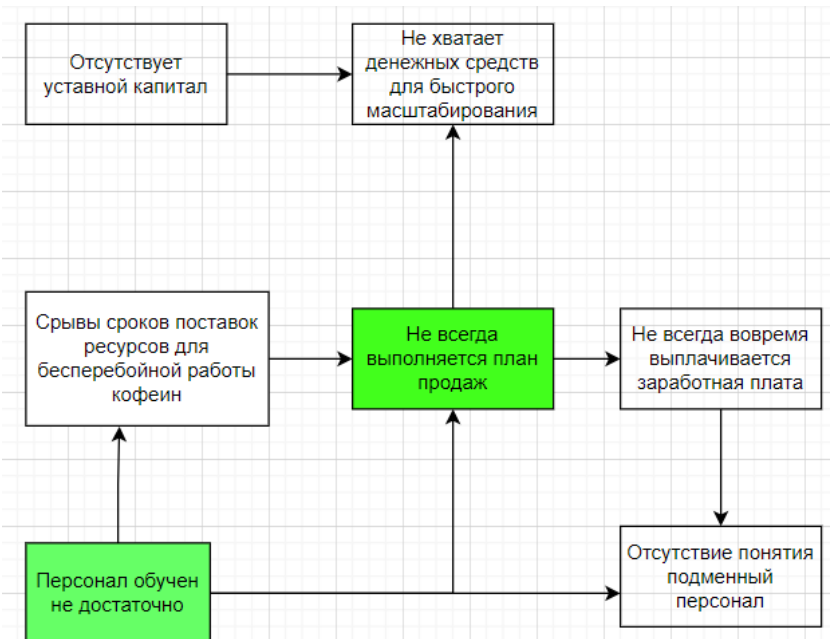 Отсутствует
уставной капитал
Не хватает
денежных средств
для быстрого
масштабирования
Срывы сроков поставок
ресурсов для
бесперебойной работы
кофеин
Не всегда
выполняется план
продаж
Не всегда вовремя
выплачивается
заработная плата
Персонал обучен
не достаточно
Отсутствие понятия
подменный
персонал